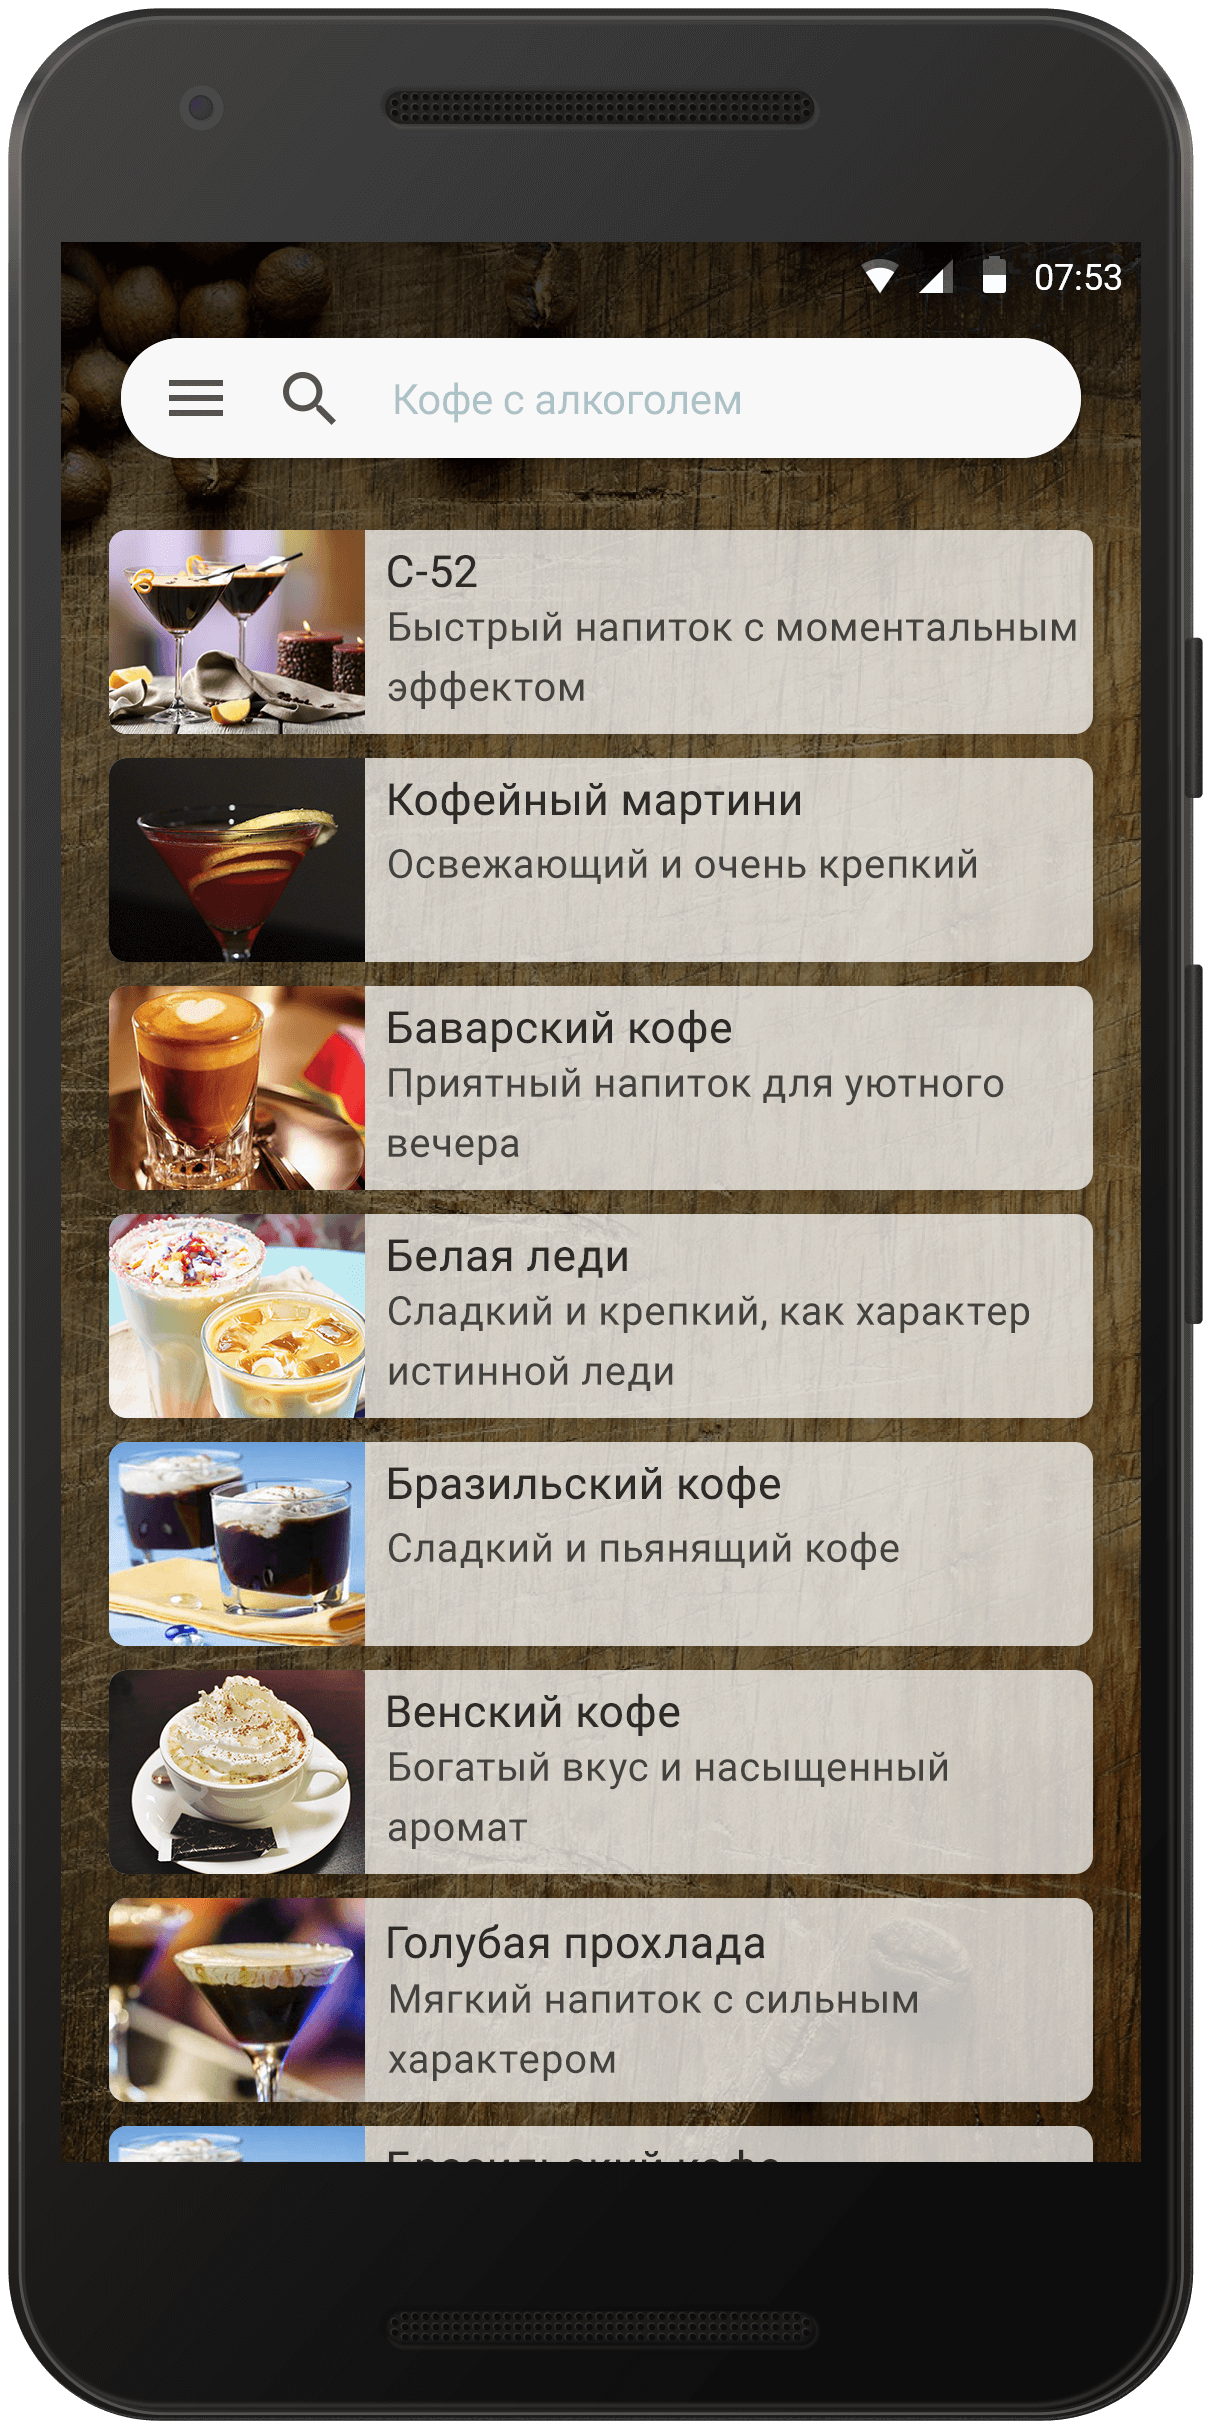 07:53
Кофе с алкоголем
С-52
Быстрый напиток с моментальным
эффектом
Кофейный мартини
Освежающий и очень крепкий
Баварский кофе
Приятный напиток для уютного
вечера
Белая леди
Сладкий и крепкий, как характер
истинной леди
Бразильский кофе
Сладкий и пьянящий кофе
Венский кофе
Богатый вкус и насыщенный
аромат
Голубая прохлада
Мягкий напиток с сильным
характером
Бразильский кофе